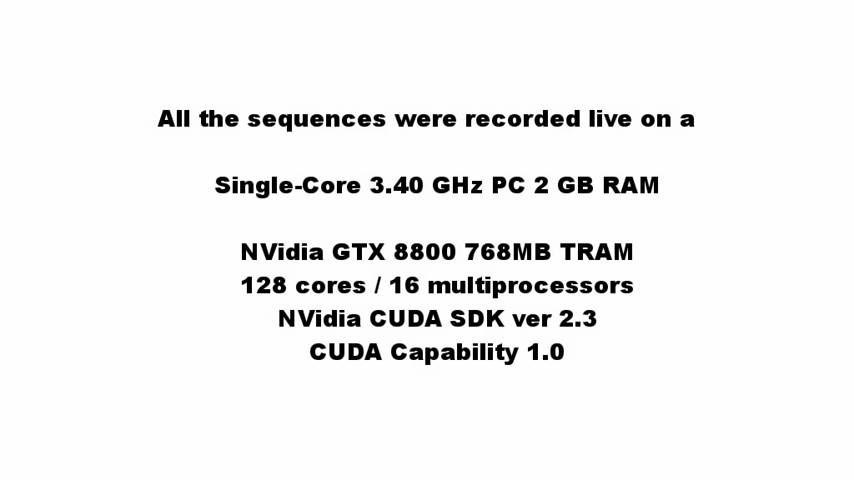 All the sequences were recorded live on a
Single-Core 3.40 GHz PC 2 GB RAM
NVidia GTX 8800 768MB TRAM
128 cores / 16 multiprocessors
NVidia CUDA SDK ver 2.3
CUDA Capability 1.0